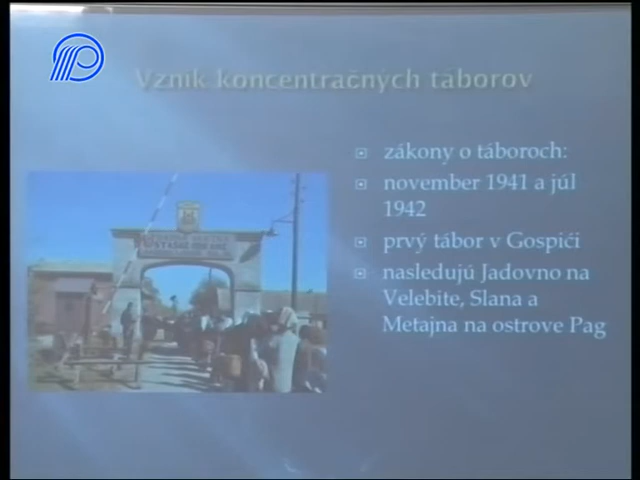 Vznik koncentračných táborov
zákony o táboroch:
november 1941 a júl
1942
prvý tábor v Gospići
nasledujú Jadovno na
Velebite, Slana a
Metajna na ostrove Pag